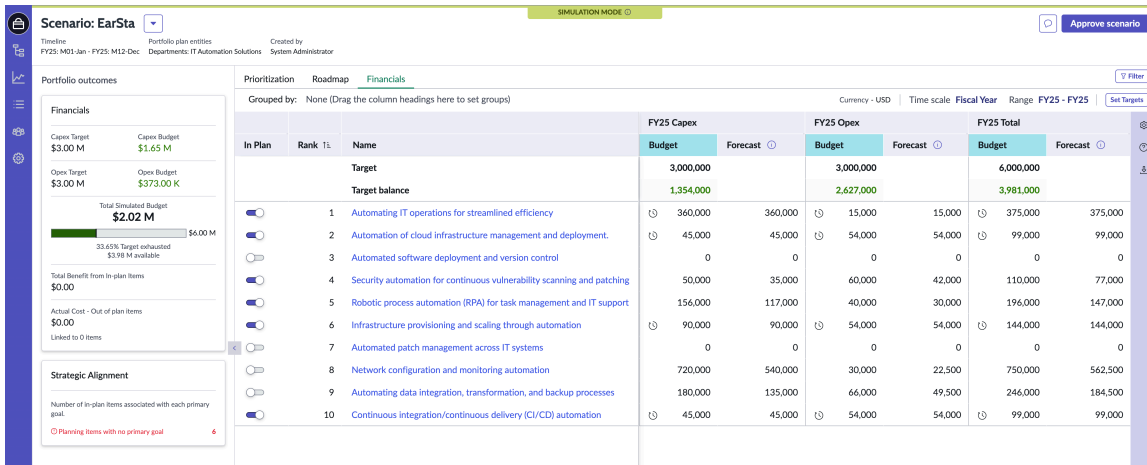 SIMULATION MODE
Scenario: EarSta
Approve scenario
Timeline
Portfolio plan entities
Created by
FY25: M01-Jan - FY25: M12-Dec
Departments: IT Automation Solutions
System Administrator
Portfolio outcomes
Financials
Capex Target
Capex Budget
$3.00 M
$1.65 M
Opex Target
Opex Budget
$3.00 M
$373.00 K
Total Simulated Budget
$2.02 M
$6.00 M
33.65% Target exhausted
$3.98 M available
Total Benefit from In-plan Items
$0.00
Actual Cost - Out of plan items
$0.00
Linked to 0 items
Strategic Alignment
Number of in-plan items associated with each primary
goal.
Planning items with no primary goal 6
Prioritization Roadmap Financials
Filter
Grouped by: None (Drag the column headings here to set groups)
Currency - USD Time scale Fiscal Year Range FY25 - FY25 Set Targets
FY25 Capex FY25 Opex FY25 Total
In Plan Rank Name Budget Forecast Budget Forecast Budget Forecast
Target 3,000,000 3,000,000 6,000,000
Target balance 1,354,000 2,627,000 3,981,000
1 Automating IT operations for streamlined efficiency 360,000 360,000 15,000 15,000 375,000 375,000
2 Automation of cloud infrastructure management and deployment. 45,000 45,000 54,000 54,000 99,000 99,000
3 Automated software deployment and version control 0 0 0 0 0 0
4 Security automation for continuous vulnerability scanning and patching 50,000 35,000 60,000 42,000 110,000 77,000
5 Robotic process automation (RPA) for task management and IT support 156,000 117,000 40,000 30,000 196,000 147,000
6 Infrastructure provisioning and scaling through automation 90,000 90,000 54,000 54,000 144,000 144,000
7 Automated patch management across IT systems 0 0 0 0 0 0
8 Network configuration and monitoring automation 720,000 540,000 30,000 22,500 750,000 562,500
9 Automating data integration, transformation, and backup processes 180,000 135,000 66,000 49,500 246,000 184,500
10 Continuous integration/continuous delivery (CI/CD) automation 45,000 45,000 54,000 54,000 99,000 99,000